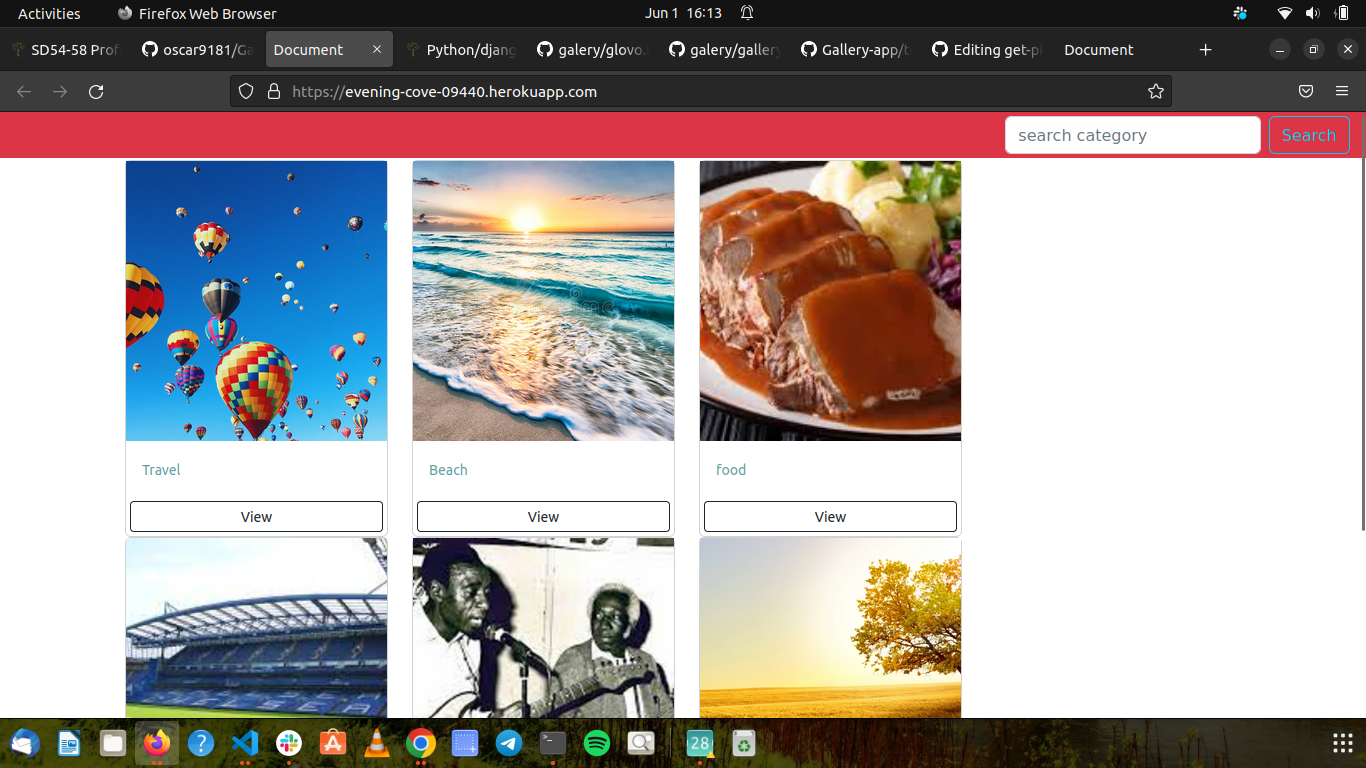 Activities Firefox Web Browser Jun 1 16:13
SD54-58 Prof oscar9181/Ga Document Python/djang galery/glovo. galery/gallery Gallery-app/t Editing get-pi Document
https://evening-cove-09440.herokuapp.com
search category Search
Travel Beach food
View View View
28